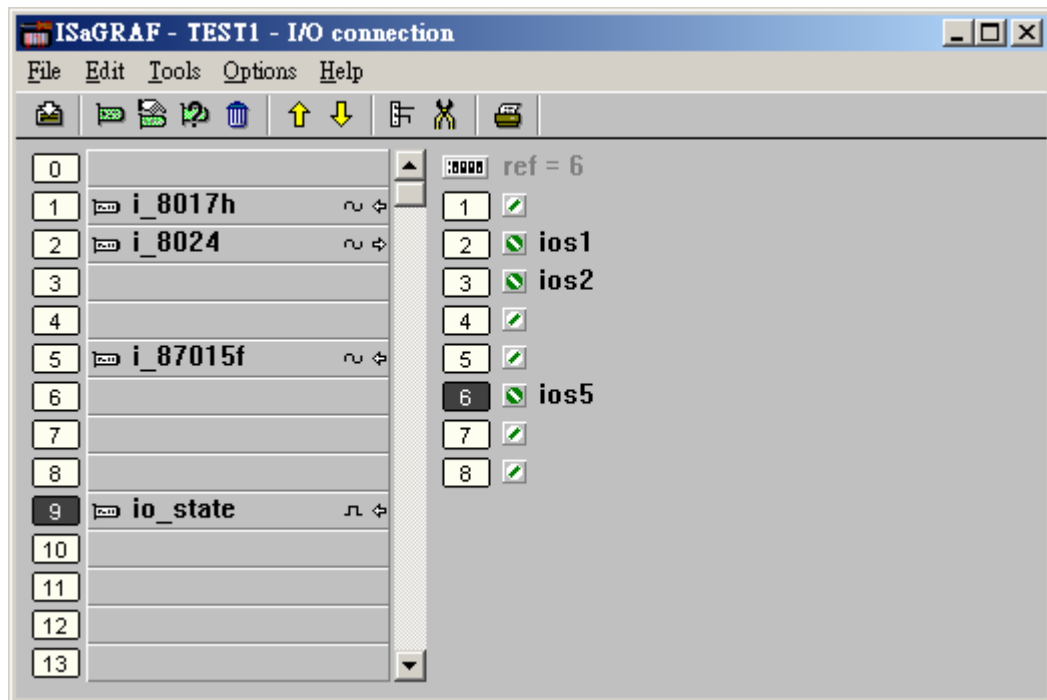 ISaGRAF - TEST1 - I/O connection
File Edit Tools Options Help
ref = 6
0
1 i_8017h
2 i_8024
3
4
5 i_87015f
6
7
8
9 io_state
10
11
12
13
1
2 ios1
3 ios2
4
5
6 ios5
7
8